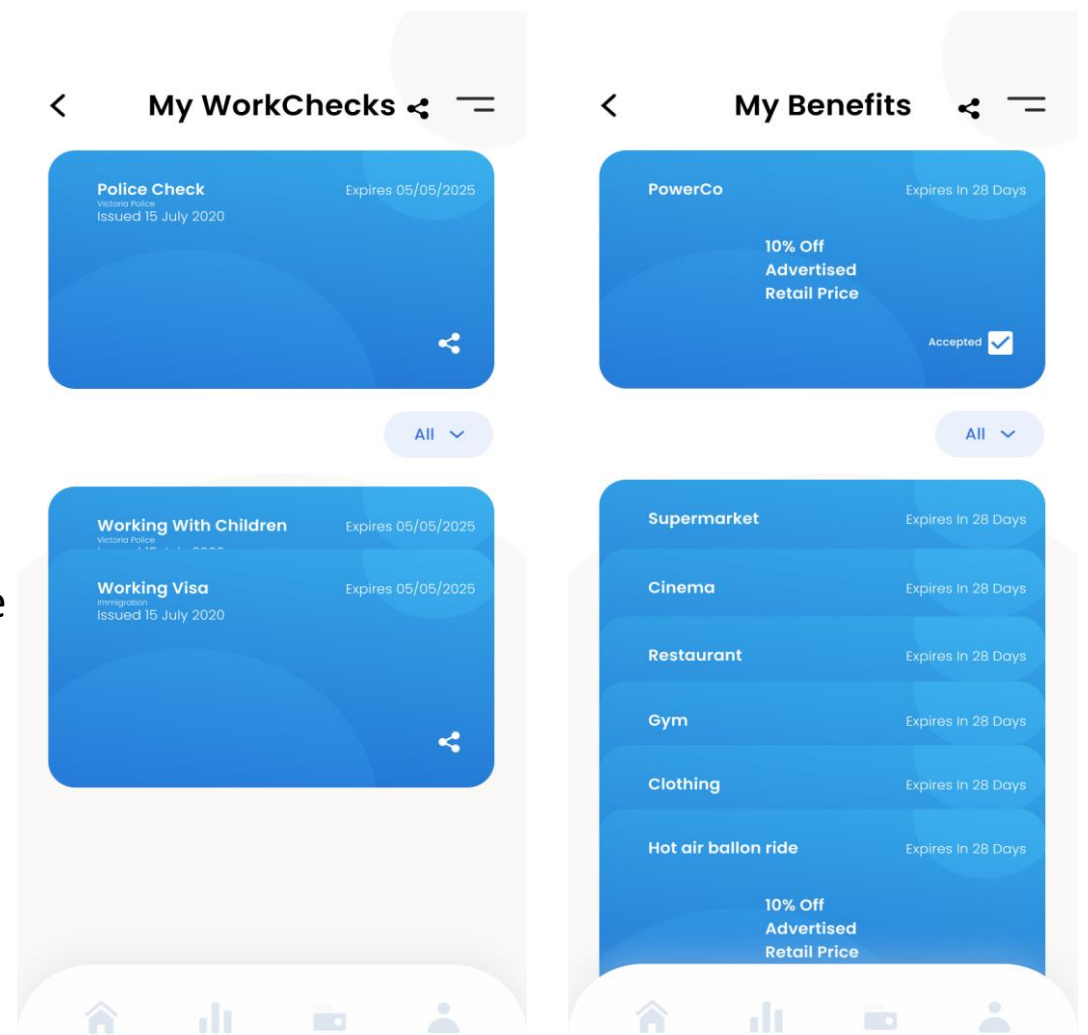 My WorkChecks
Police Check
Expires 05/05/2025
Victoria Police
Issued 15 July 2020
All
Working With Children
Expires 05/05/2025
Victoria Police
Working Visa
Expires 05/05/2025
Immigration
Issued 15 July 2020
e
My Benefits
PowerCo
Expires In 28 Days
10% Off
Advertised
Retail Price
Accepted
All
Supermarket
Expires In 28 Days
Cinema
Expires In 28 Days
Restaurant
Expires In 28 Days
Gym
Expires In 28 Days
Clothing
Expires In 28 Days
Hot air ballon ride
Expires In 28 Days
10% Off
Advertised
Retail Price